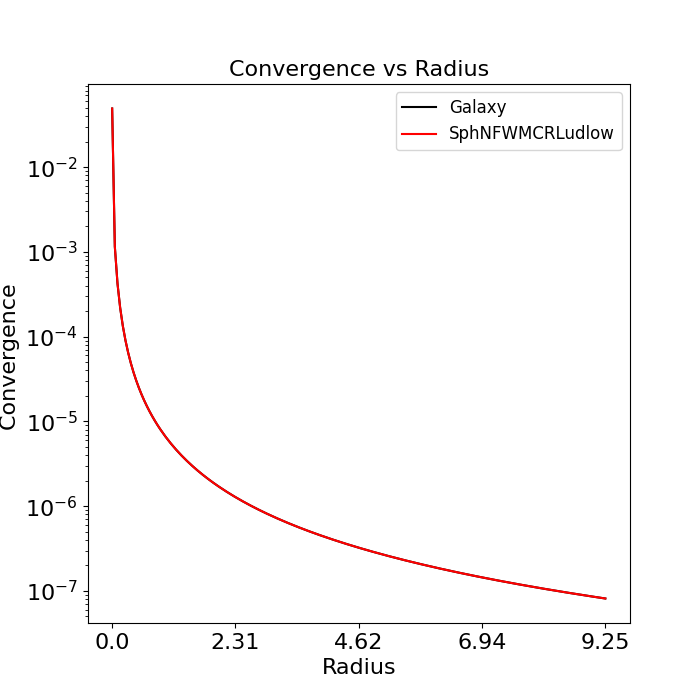 Convergence vs Radius
Galaxy
SphNFWMCRLudlow
10⁻²
10⁻³
10⁻⁴
10⁻⁵
10⁻⁶
10⁻⁷
Convergence
0.0 2.31 4.62 6.94 9.25
Radius